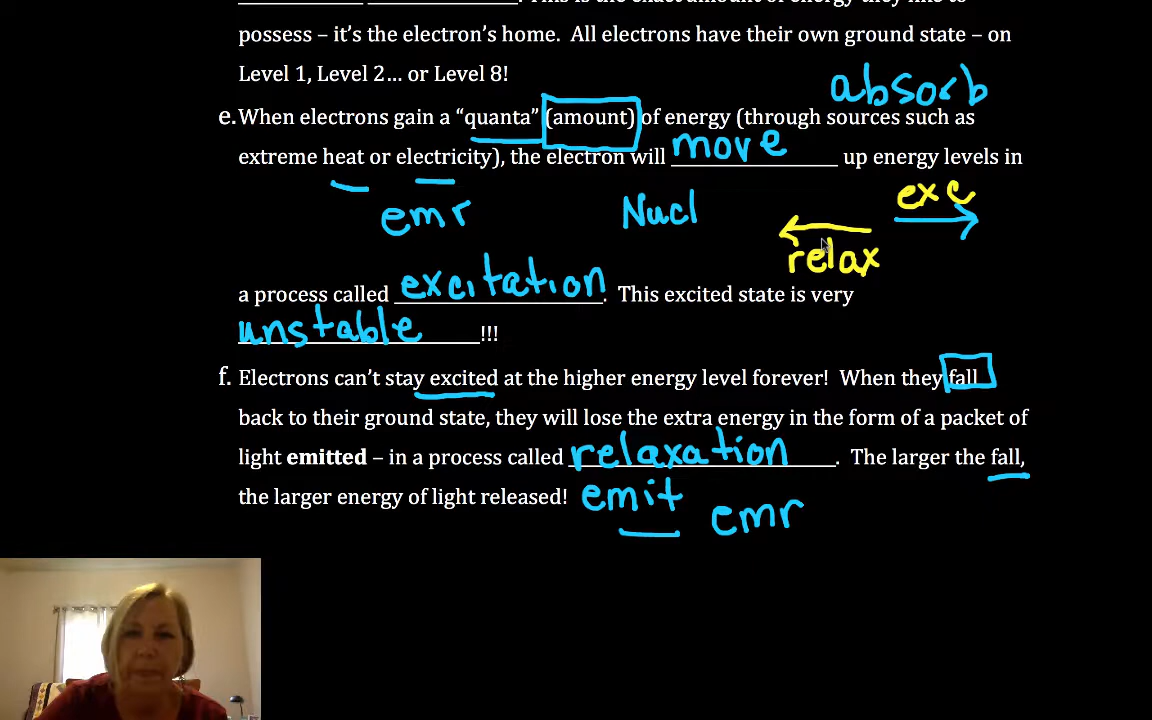 possess – it's the electron's home. All electrons have their own ground state – on
Level 1, Level 2... or Level 8!
absorb
e. When electrons gain a "quanta" (amount) of energy (through sources such as
extreme heat or electricity), the electron will move up energy levels in
exc
emr Nucl
relax
a process called excitation. This excited state is very
unstable!!!
f. Electrons can't stay excited at the higher energy level forever! When they fall
back to their ground state, they will lose the extra energy in the form of a packet of
light emitted – in a process called relaxation. The larger the fall,
the larger energy of light released! emit emr